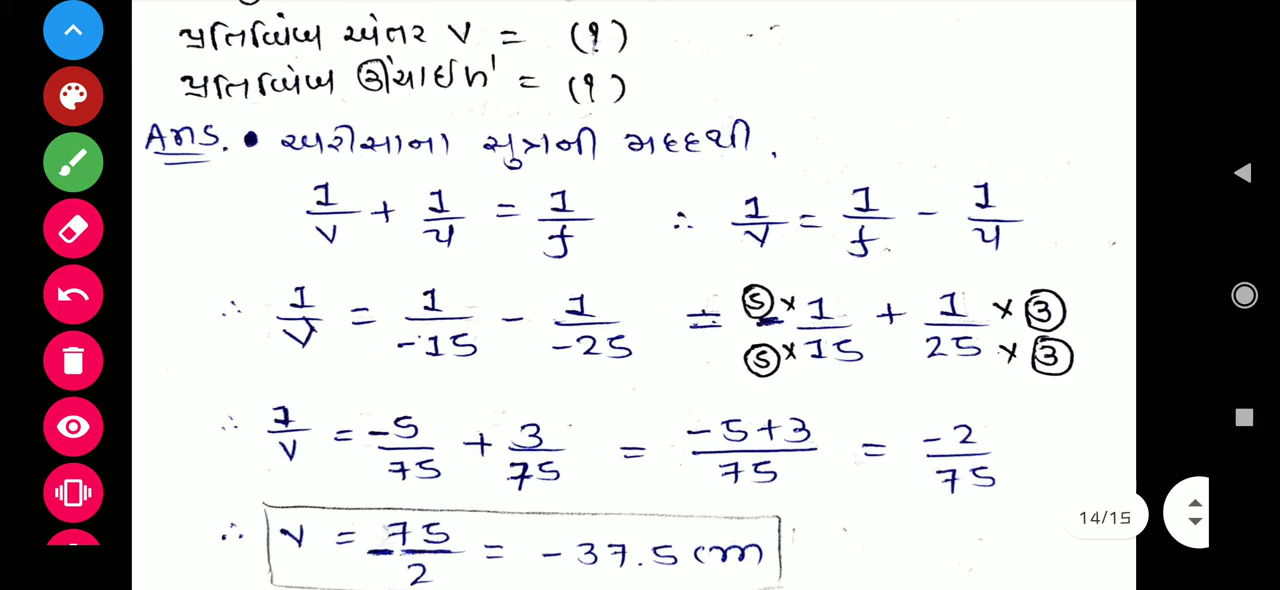 પ્રતિબિંબ અંતર v = (?)
પ્રતિબિંબ ઊંચાઈ h' = (?)
Ans. • અરીસાના સુત્રની મદદથી,
1/v + 1/u = 1/f ∴ 1/v = 1/f - 1/u
∴ 1/v = 1/-15 - 1/-25 = 5 × 1 / 5 × 15 + 1 × 3 / 25 × 3
∴ 1/v = -5/75 + 3/75 = -5+3/75 = -2/75
14/15
∴ v = -75/2 = -37.5 cm